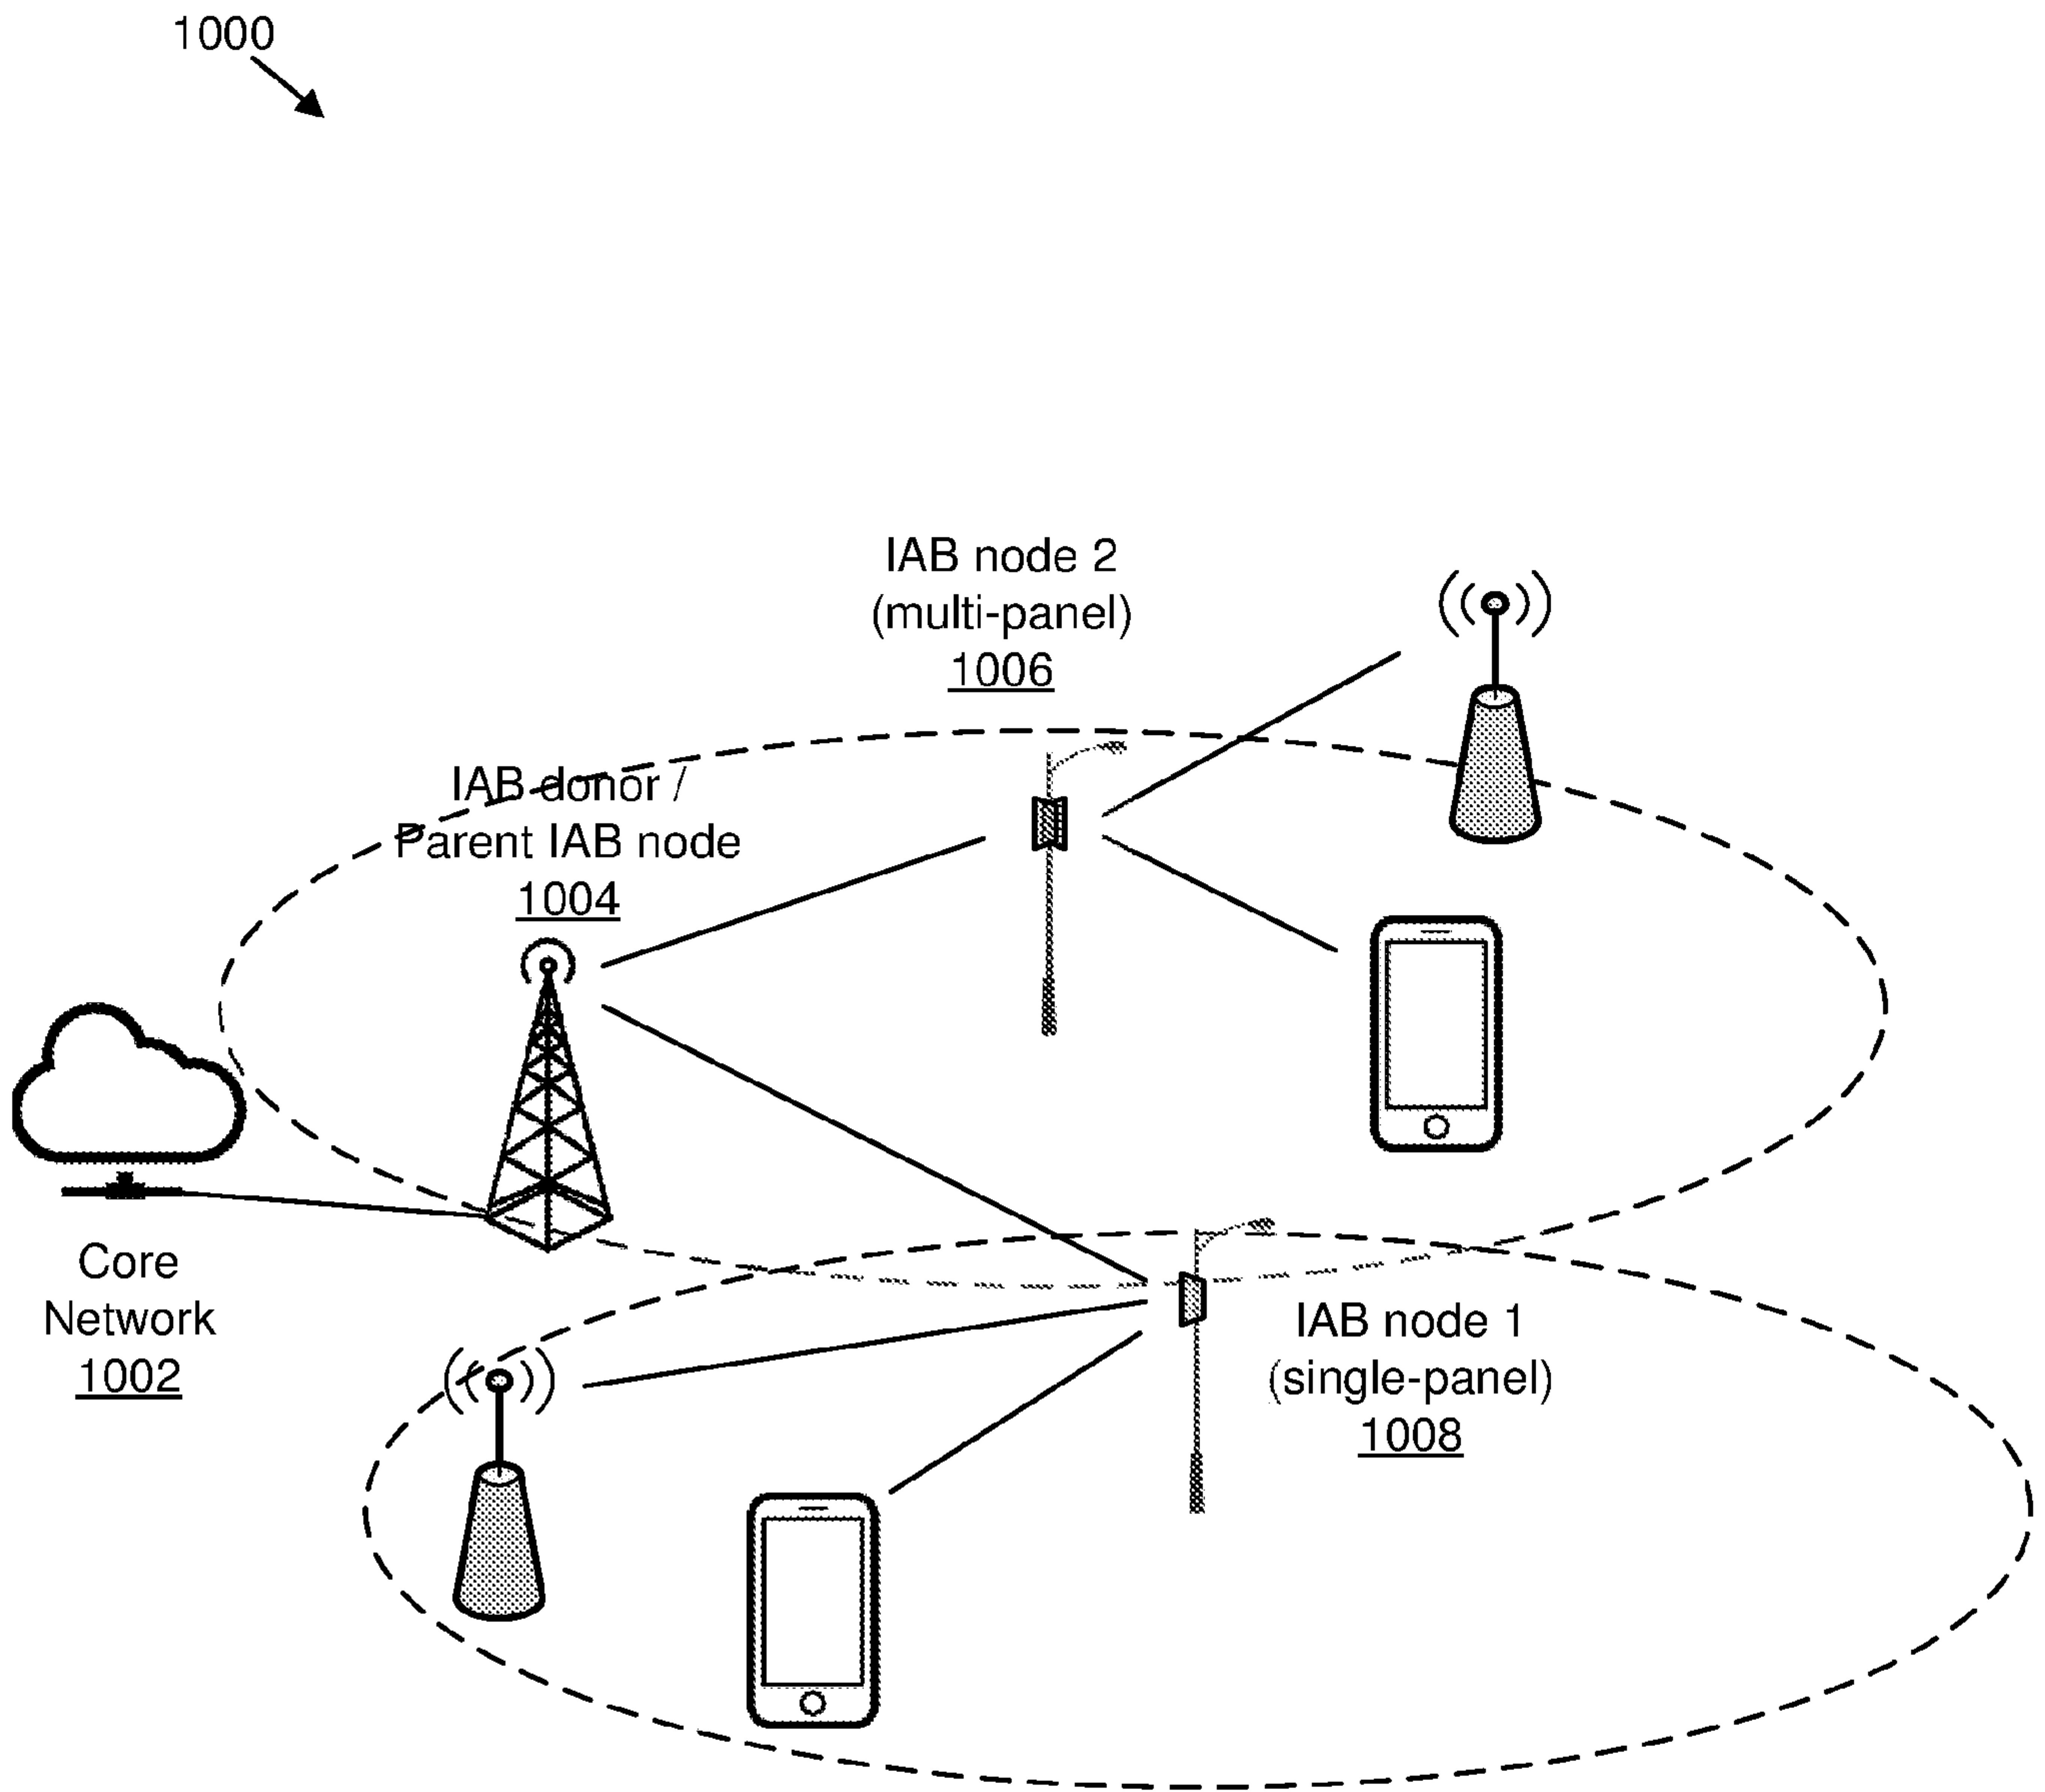 1000
IAB node 2
(multi-panel)
1006
IAB donor /
Parent IAB node
1004
Core
Network
1002
IAB node 1
(single-panel)
1008